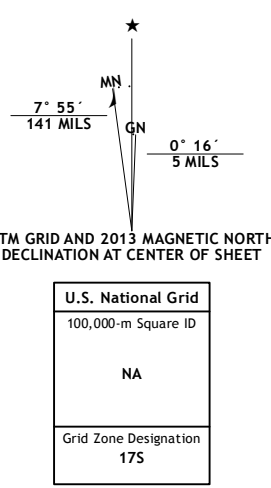 MN
7° 55´
141 MILS
GN
0° 16´
5 MILS
TM GRID AND 2013 MAGNETIC NORTH
DECLINATION AT CENTER OF SHEET
U.S. National Grid
100,000-m Square ID
NA
Grid Zone Designation
17S